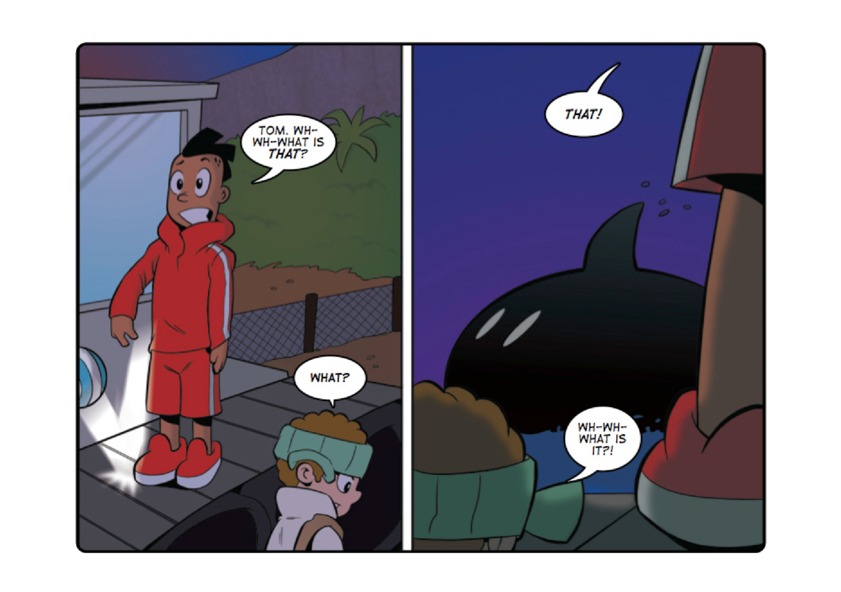 TOM. WH-
WH-WHAT IS
THAT?
WHAT?
THAT!
WH-WH-
WHAT IS
IT?!